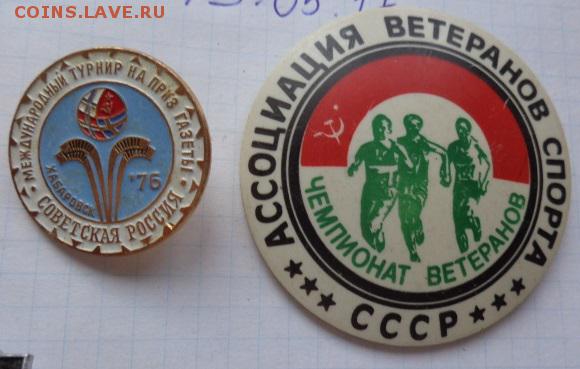 COINS.LAVE.RU
МЕЖДУНАРОДНЫЙ ТУРНИР НА ПРИЗ ГАЗЕТЫ
СОВЕТСКАЯ РОССИЯ
ХАБАРОВСК
'76
АССОЦИАЦИЯ ВЕТЕРАНОВ СПОРТА
СССР
ЧЕМПИОНАТ ВЕТЕРАНОВ